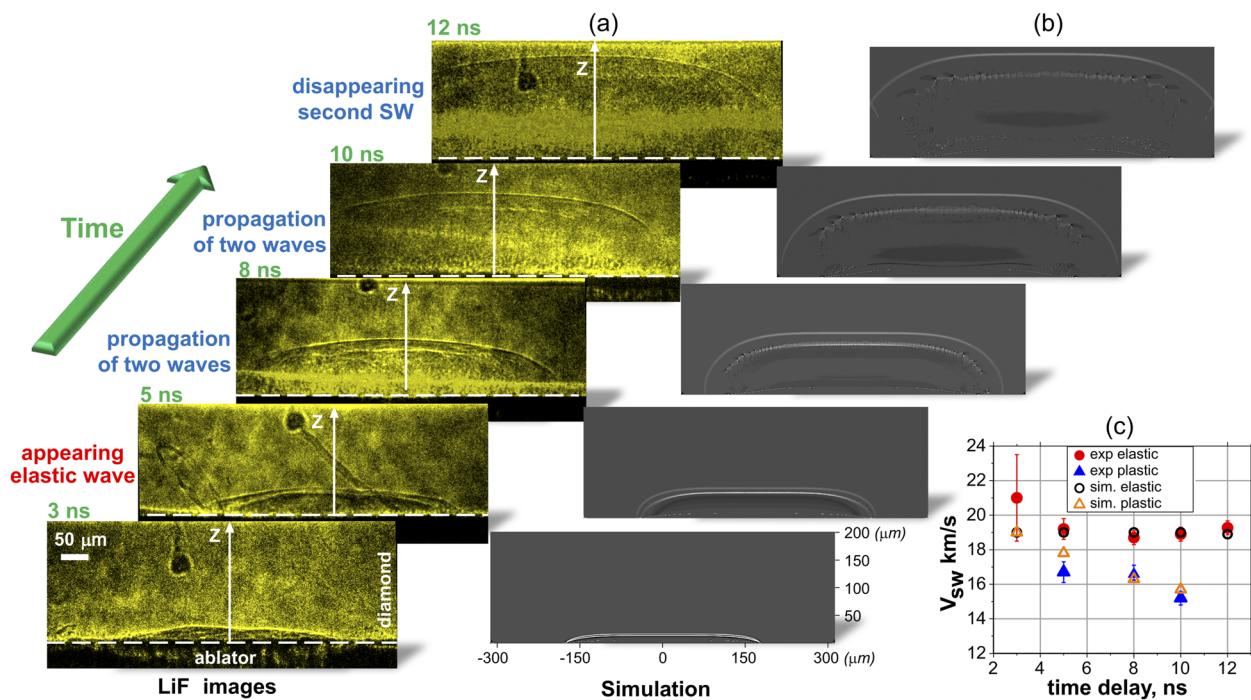 (a)
(b)
12 ns
Z
disappearing
second SW
10 ns
Z
propagation
of two waves
Time
8 ns
Z
propagation
of two waves
5 ns
Z
appearing
elastic wave
3 ns
50 μm
Z
diamond
ablator
LiF images
200 (μm)
150
100
50
-300 -150 0 150 300 (μm)
Simulation
(c)
24
22
21
20
19
18
16
14
12
Vsw km/s
exp elastic
exp plastic
sim. elastic
sim. plastic
2 4 6 8 10 12
time delay, ns